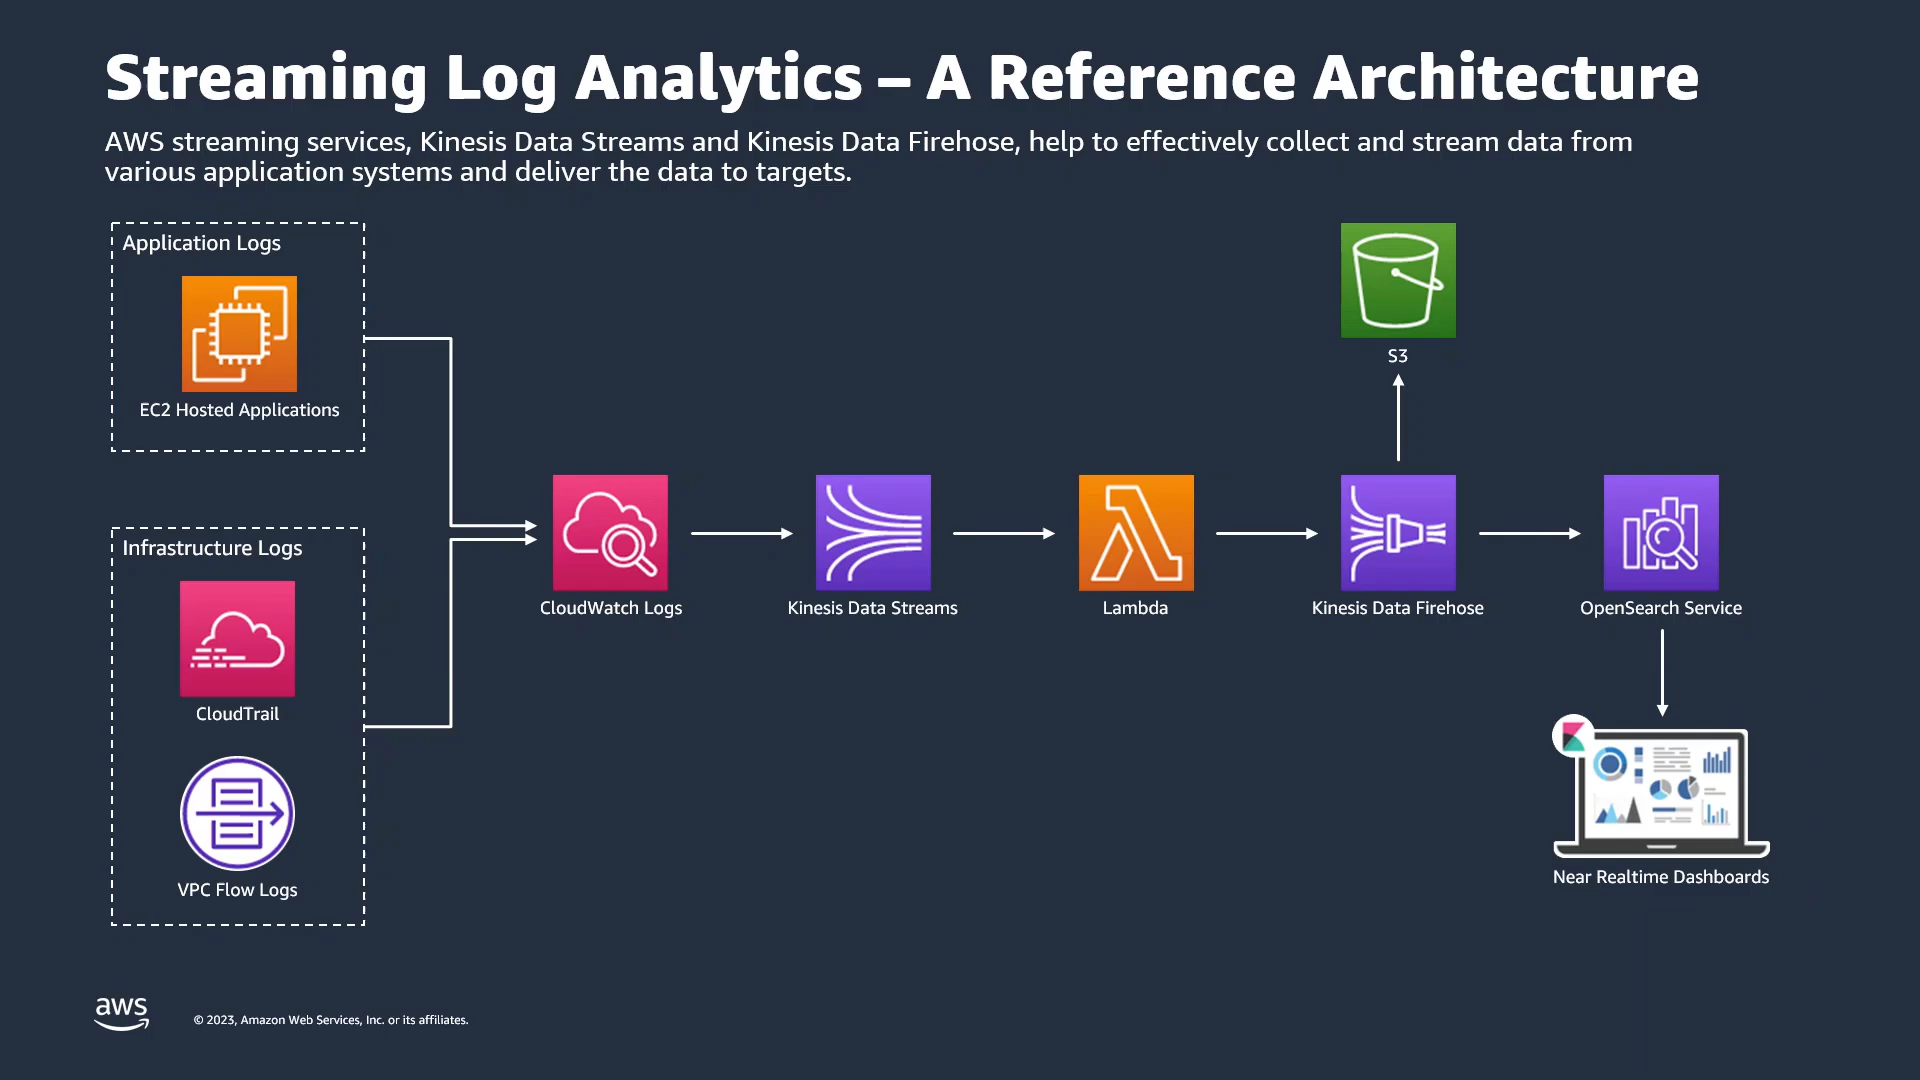 Streaming Log Analytics – A Reference Architecture
AWS streaming services, Kinesis Data Streams and Kinesis Data Firehose, help to effectively collect and stream data from
various application systems and deliver the data to targets.
Application Logs
EC2 Hosted Applications
Infrastructure Logs
CloudTrail
VPC Flow Logs
CloudWatch Logs
Kinesis Data Streams
Lambda
S3
Kinesis Data Firehose
OpenSearch Service
Near Realtime Dashboards
aws
© 2023, Amazon Web Services, Inc. or its affiliates.